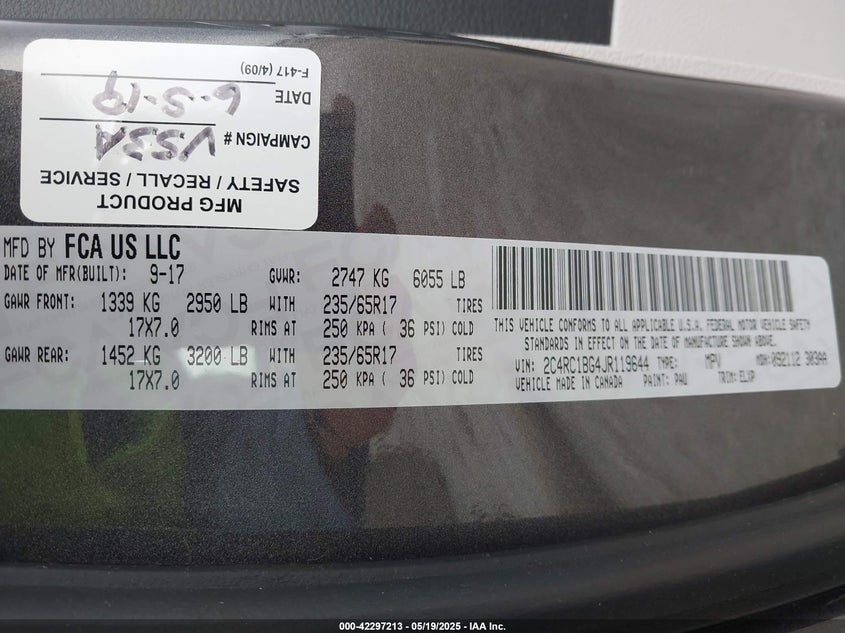 MFG PRODUCT
SAFETY / RECALL / SERVICE
CAMPAIGN # VS3A
DATE 6-5-19
F-417 (4/09)
MFD BY FCA US LLC
DATE OF MFR(BUILT): 9-17 GVWR: 2747 KG 6055 LB
GAWR FRONT: 1339 KG 2950 LB WITH 235/65R17 TIRES
17X7.0 RIMS AT 250 KPA ( 36 PSI) COLD
GAWR REAR: 1452 KG 3200 LB WITH 235/65R17 TIRES
17X7.0 RIMS AT 250 KPA ( 36 PSI) COLD
THIS VEHICLE CONFORMS TO ALL APPLICABLE U.S.A. FEDERAL MOTOR VEHICLE SAFETY
STANDARDS IN EFFECT ON THE DATE OF MANUFACTURE SHOWN ABOVE.
VIN: 2C4RC1BG4JR119644 TYPE: MPV MDH: 092112 303AA
VEHICLE MADE IN CANADA PAINT: PAU TRIM: ELXP
000-42297213 - 05/19/2025 - IAA Inc.